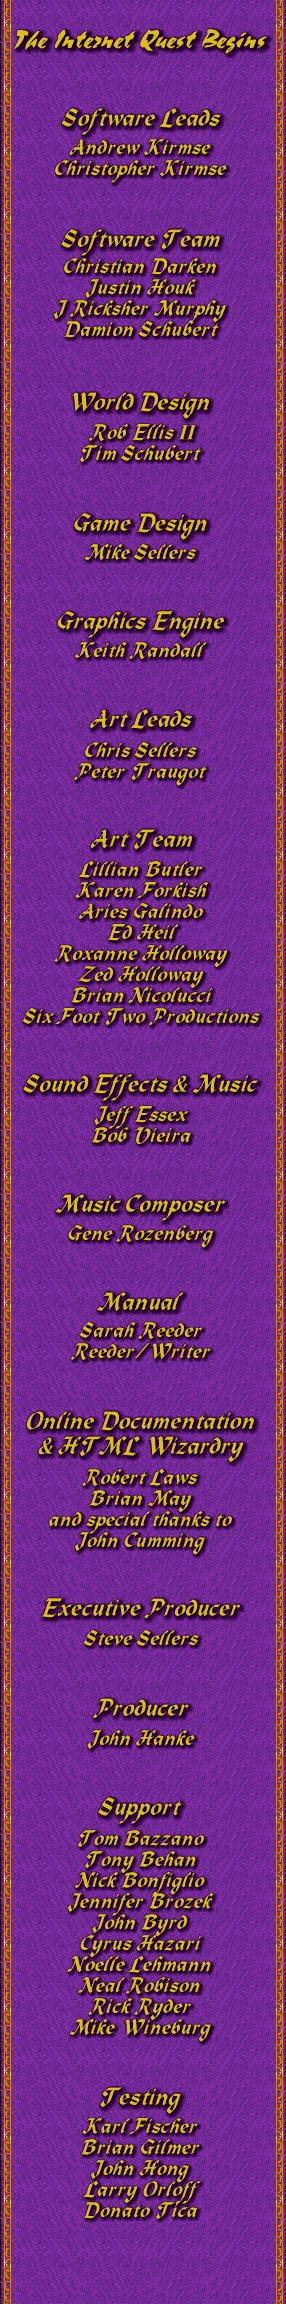 The Internet Quest Begins
Software Leads
Andrew Kirmse
Christopher Kirmse
Software Team
Christian Darken
Justin Houk
J Ricksher Murphy
Damion Schubert
World Design
Rob Ellis II
Tim Schubert
Game Design
Mike Sellers
Graphics Engine
Keith Randall
Art Leads
Chris Sellers
Peter Traugot
Art Team
Lillian Butler
Karen Forkish
Aries Galindo
Ed Heil
Roxanne Holloway
Zed Holloway
Brian Nicolucci
Six Foot Two Productions
Sound Effects & Music
Jeff Essex
Bob Vieira
Music Composer
Gene Rozenberg
Manual
Sarah Reeder
Reeder/Writer
Online Documentation
& HTML Wizardry
Robert Laws
Brian May
and special thanks to
John Cumming
Executive Producer
Steve Sellers
Producer
John Hanke
Support
Tom Bazzano
Tony Behan
Nick Bonfiglio
Jennifer Brozek
John Byrd
Cyrus Hazari
Noelle Lehmann
Neal Robison
Rick Ryder
Mike Wineburg
Testing
Karl Fischer
Brian Gilmer
John Hong
Larry Orloff
Donato Tica